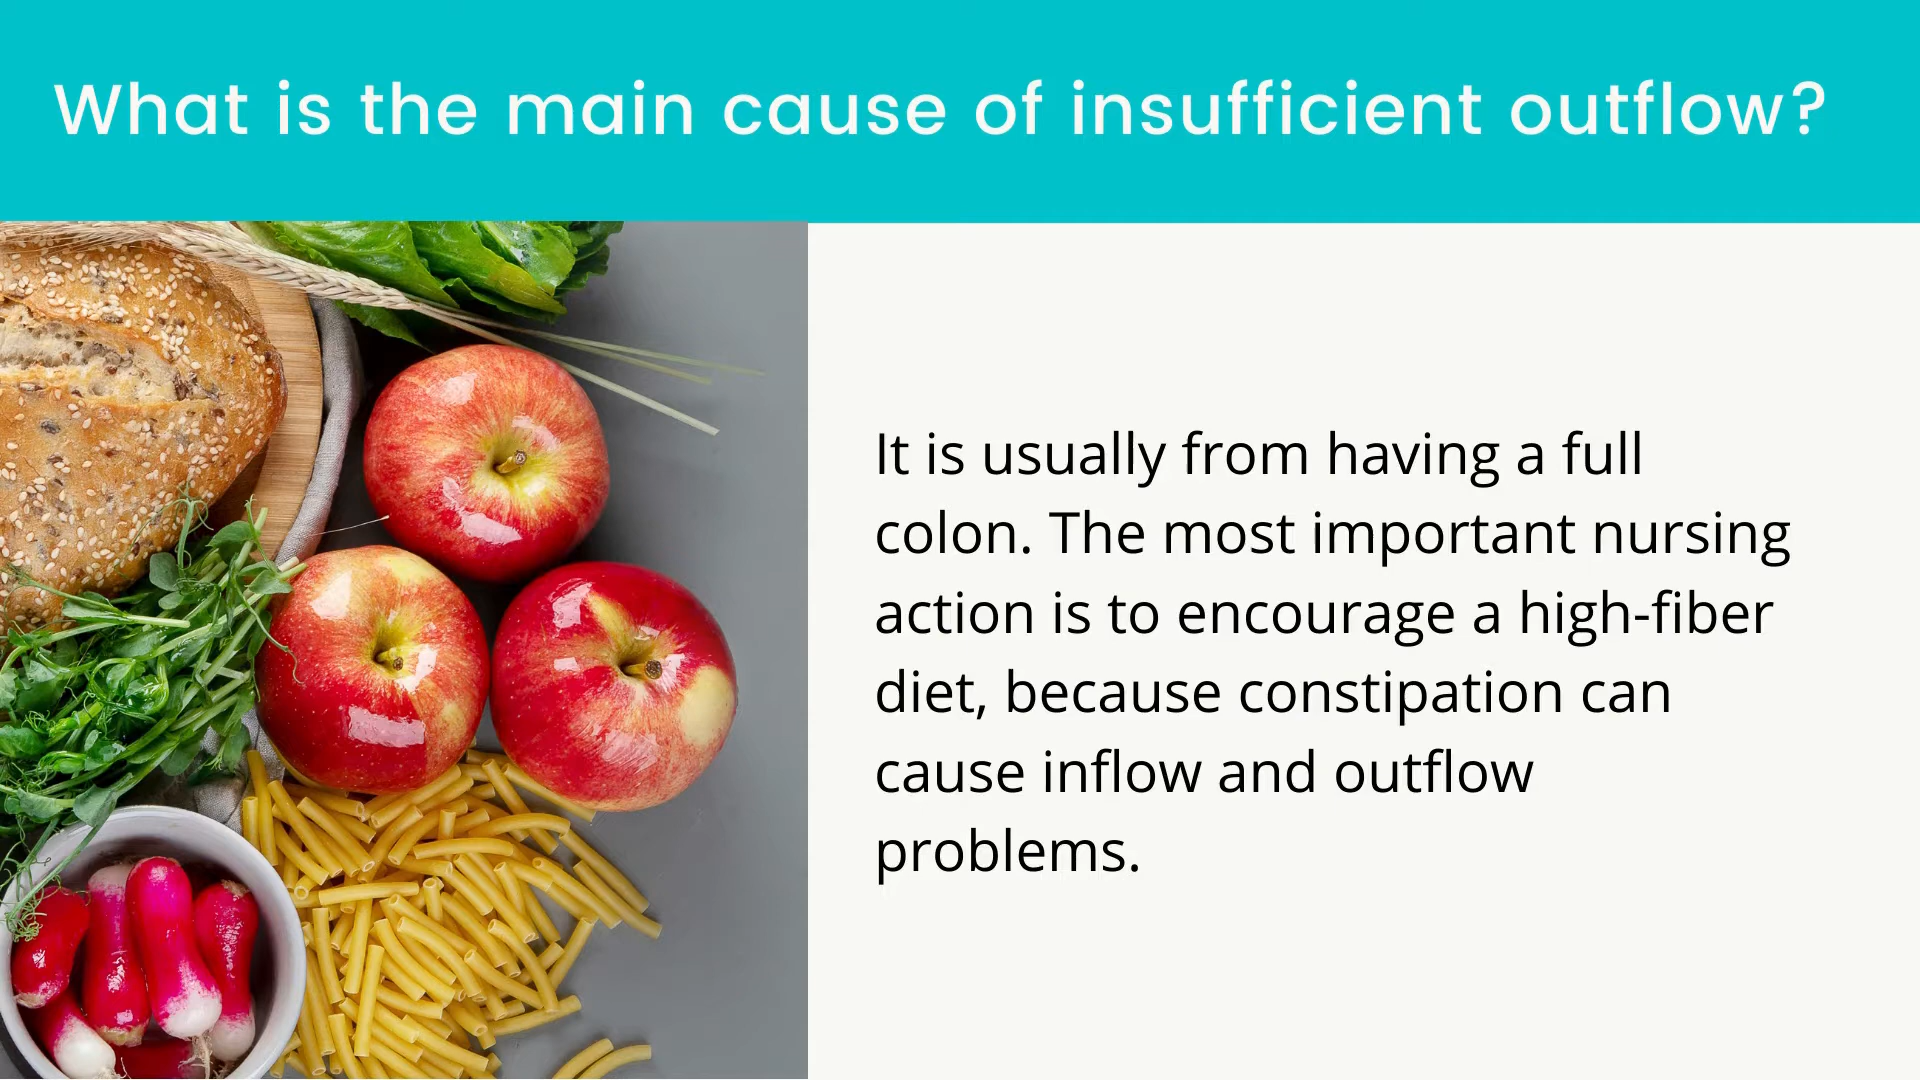 What is the main cause of insufficient outflow?
It is usually from having a full
colon. The most important nursing
action is to encourage a high-fiber
diet, because constipation can
cause inflow and outflow
problems.